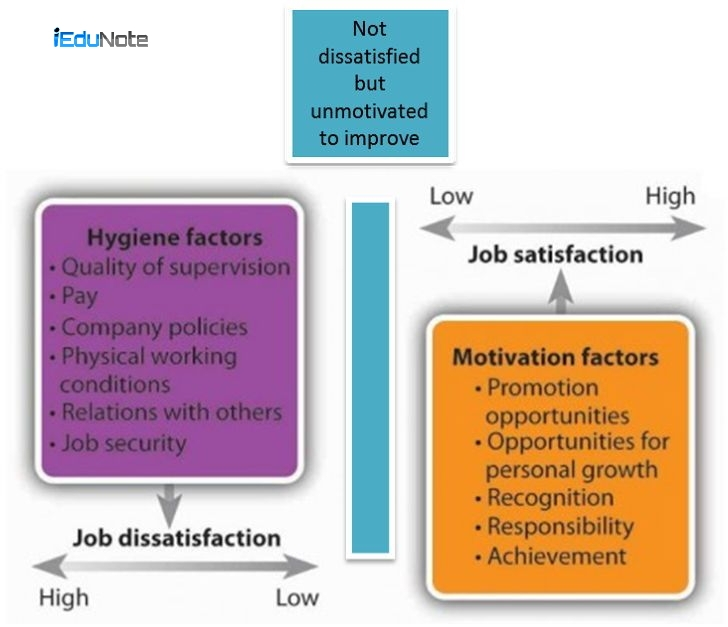 iEduNote
Not
dissatisfied
but
unmotivated
to improve
Hygiene factors
• Quality of supervision
• Pay
• Company policies
• Physical working
conditions
• Relations with others
• Job security
Job dissatisfaction
High Low
Low High
Job satisfaction
Motivation factors
• Promotion
opportunities
• Opportunities for
personal growth
• Recognition
• Responsibility
• Achievement